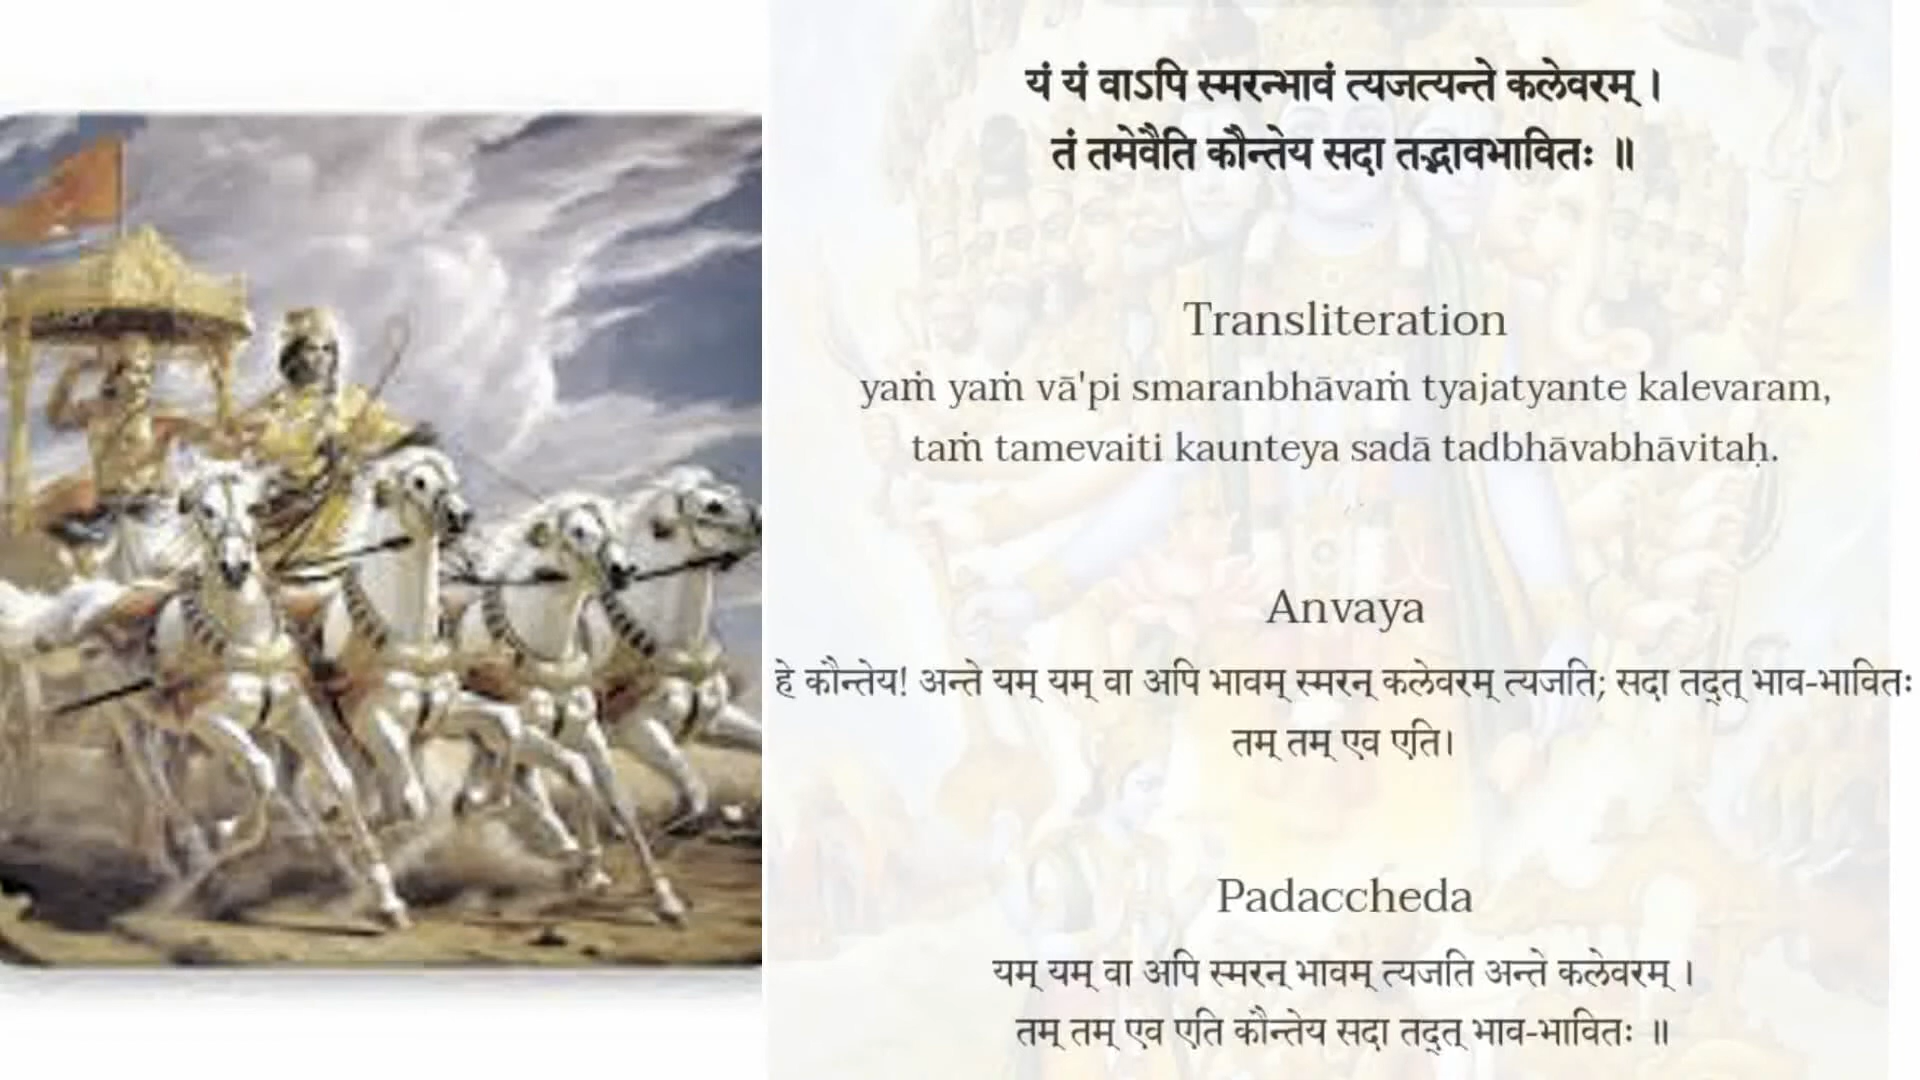 यं यं वाऽपि स्मरन्भावं त्यजत्यन्ते कलेवरम् ।
तं तमेवैति कौन्तेय सदा तद्भावभावितः ॥
Transliteration
yaṁ yaṁ vā'pi smaranbhāvaṁ tyajatyante kalevaram,
taṁ tamevaiti kaunteya sadā tadbhāvabhāvitaḥ.
Anvaya
हे कौन्तेय! अन्ते यम् यम् वा अपि भावम् स्मरन् कलेवरम् त्यजति; सदा तद्त् भाव-भावितः
तम् तम् एव एति।
Padaccheda
यम् यम् वा अपि स्मरन् भावम् त्यजति अन्ते कलेवरम् ।
तम् तम् एव एति कौन्तेय सदा तद्त् भाव-भावितः ॥